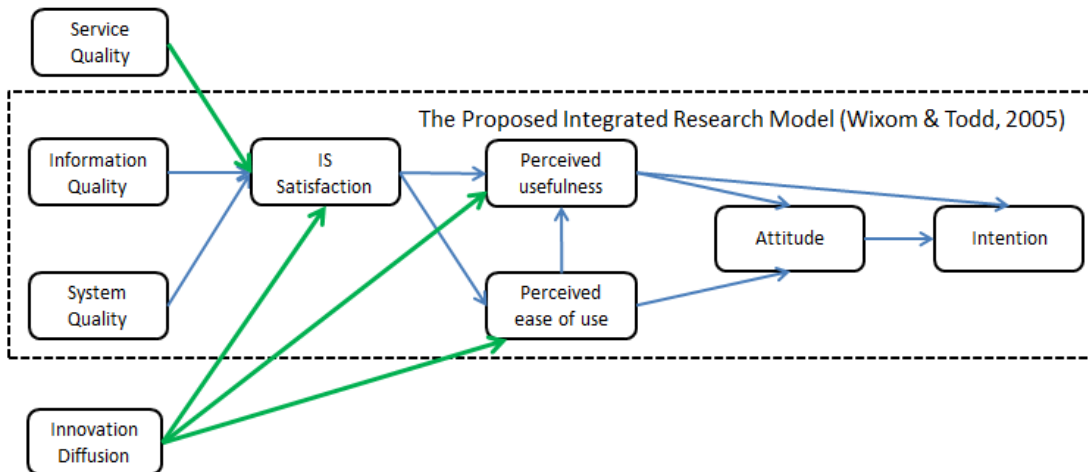 Service
Quality
The Proposed Integrated Research Model (Wixom & Todd, 2005)
Information
Quality
IS
Satisfaction
Perceived
usefulness
Attitude
Intention
System
Quality
Perceived
ease of use
Innovation
Diffusion